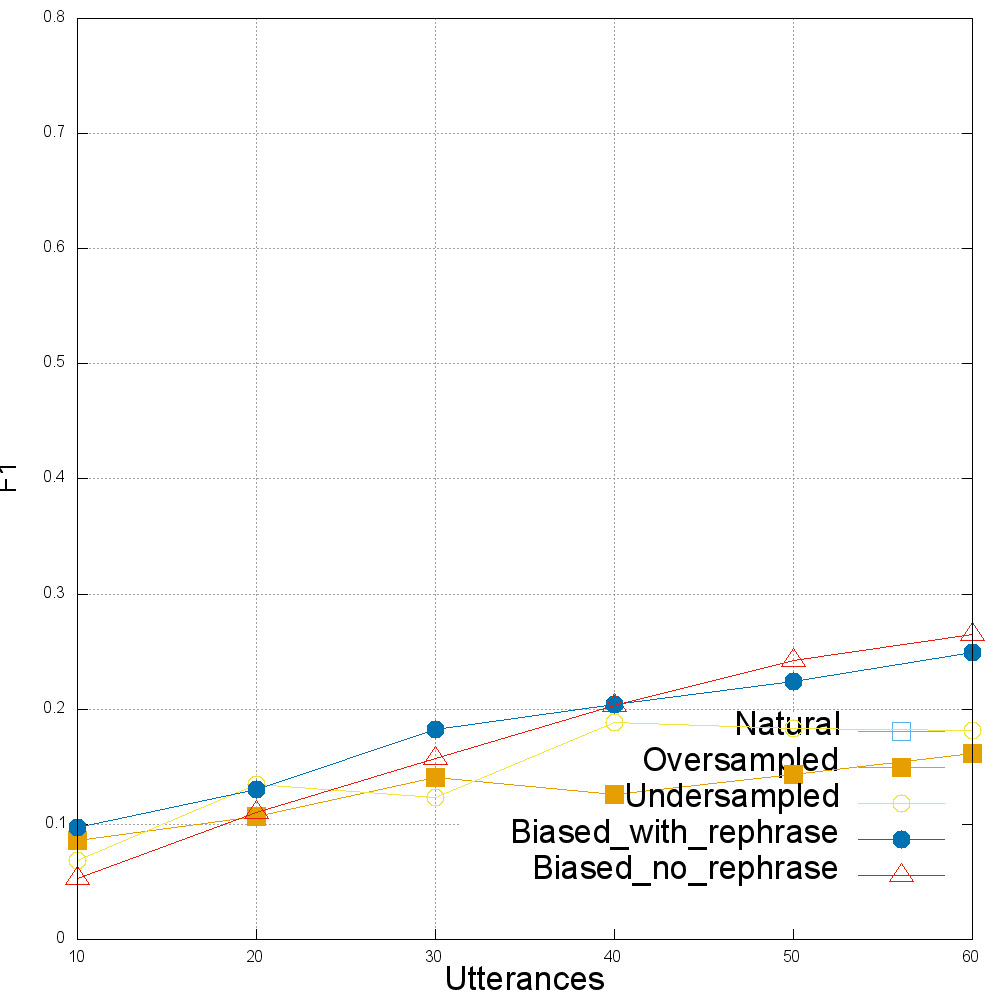 0.8
0.7
0.6
0.5
0.4
0.3
0.2
0.1
0
F1
Natural
Oversampled
Undersampled
Biased_with_rephrase
Biased_no_rephrase
10 20 30 40 50 60
Utterances